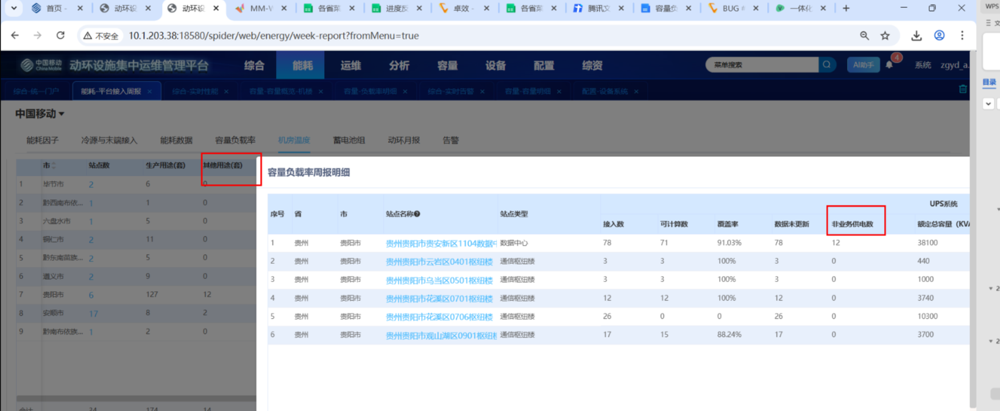 首页 -
动环设
动环设
MM-V
各省菜
进度反
卓效 -
各省菜
腾讯文
容量负
BUG #
一体化
WPS
不安全
10.1.203.38:18580/spider/web/energy/week-report?fromMenu=true
中国移动
China Mobile
动环设施集中运维管理平台
综合
能耗
运维
分析
容量
设备
配置
综资
菜单搜索
AI助手
4
系统
zgyd_a.
目录
综合-统一门户
能耗-平台接入周报
综合-实时性能
容量-容量概览-机楼
容量-负载率明细
综合-实时告警
容量-容量明细
配置-设备系统
中国移动
能耗因子 冷源与末端接入 能耗数据 容量负载率 机房温度 蓄电池组 动环月报 告警
市 站点数 生产用途(套) 其他用途(套)
1 毕节市 2 6 0
2 黔西南布依... 1 1 0
3 六盘水市 1 5 0
4 铜仁市 2 11 0
5 黔东南苗族... 2 5 0
6 遵义市 2 9 0
7 贵阳市 6 127 12
8 安顺市 17 8 2
9 黔南布依族... 1 2 0
合计 34 174 14
容量负载率周报明细
序号 省 市 站点名称 站点类型 UPS系统
接入数 可计算数 覆盖率 数据未更新 非业务供电数 额定总容量（KVA
1 贵州 贵阳市 贵州贵阳市贵安新区1104数据中 数据中心 78 71 91.03% 78 12 38100
2 贵州 贵阳市 贵州贵阳市云岩区0401枢纽楼 通信枢纽楼 3 3 100% 3 0 440
3 贵州 贵阳市 贵州贵阳市乌当区0501枢纽楼 通信枢纽楼 3 3 100% 3 0 1000
4 贵州 贵阳市 贵州贵阳市花溪区0701枢纽楼 通信枢纽楼 12 12 100% 12 0 3740
5 贵州 贵阳市 贵州贵阳市花溪区0706枢纽楼 通信枢纽楼 26 0 0 26 0 10300
6 贵州 贵阳市 贵州贵阳市观山湖区0901枢纽楼 通信枢纽楼 17 15 88.24% 17 0 3700